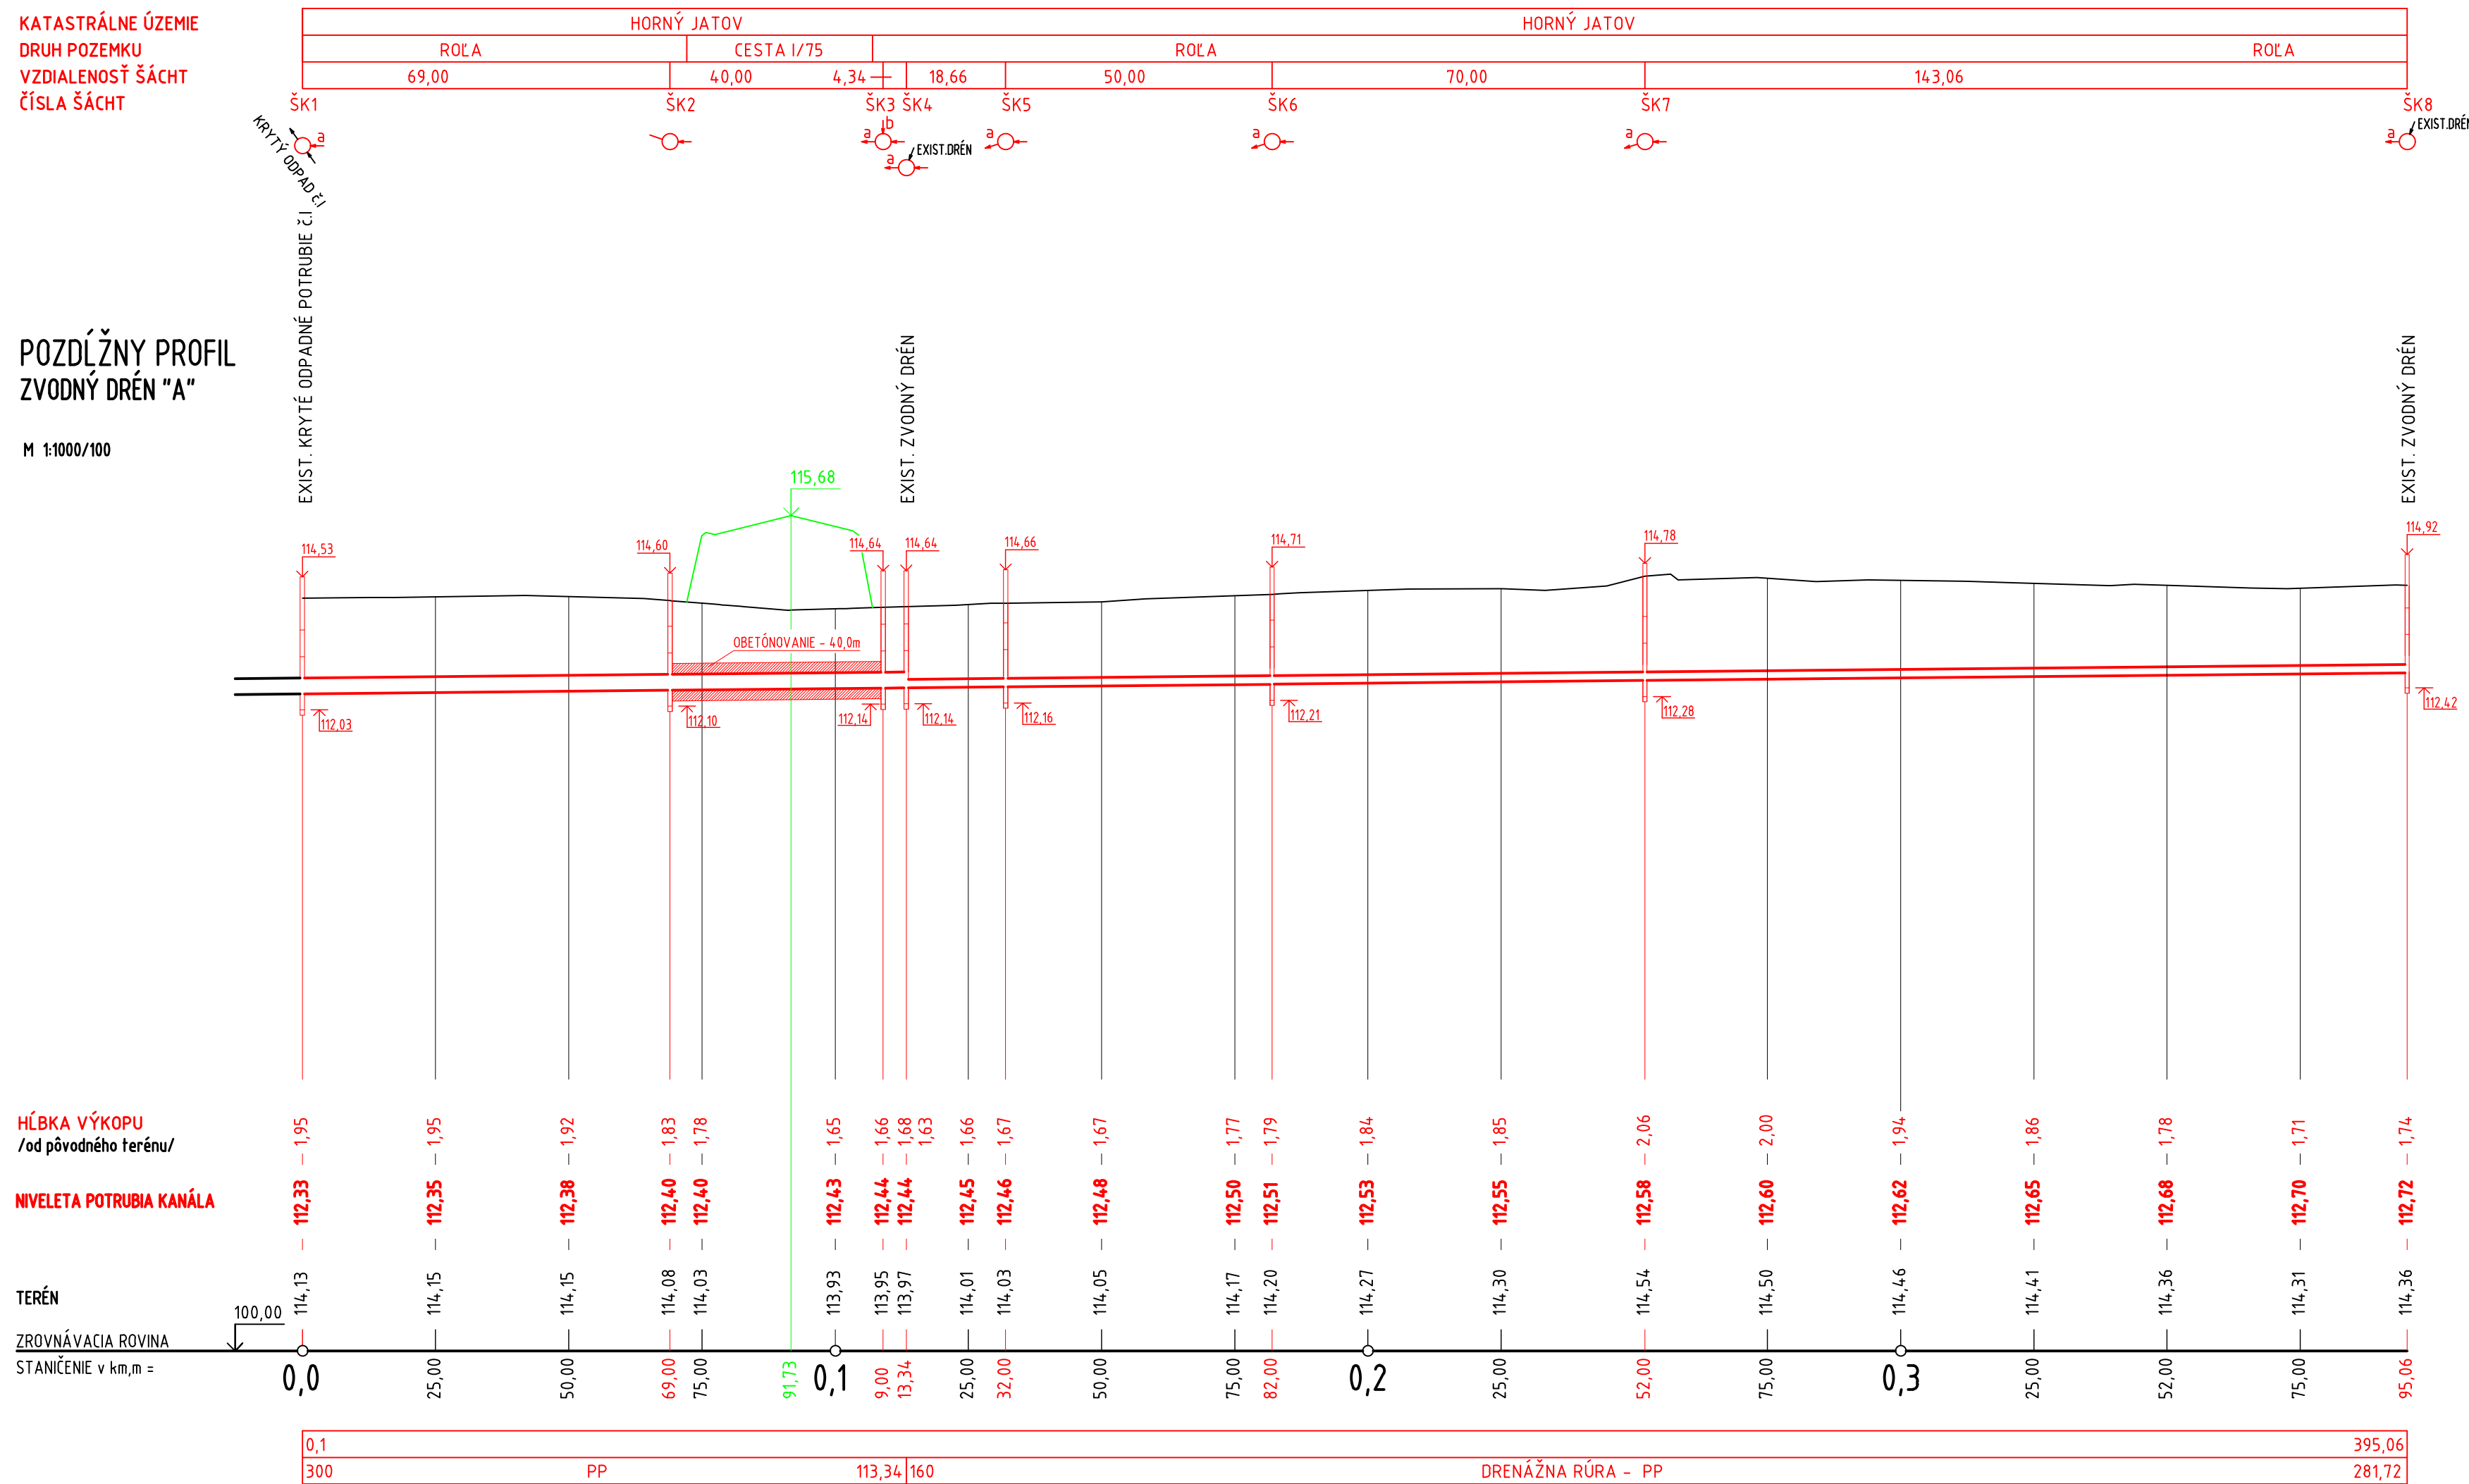 KATASTRÁLNE ÚZEMIE HORNÝ JATOV HORNÝ JATOV
DRUH POZEMKU ROĽA CESTA I/75 ROĽA ROĽA
VZDIALENOSŤ ŠÁCHT 69,00 40,00 4,34 18,66 50,00 70,00 143,06
ČÍSLA ŠÁCHT ŠK1 ŠK2 ŠK3 ŠK4 ŠK5 ŠK6 ŠK7 ŠK8
a a b a a a a a
EXIST.DRÉN
EXIST.DRÉN
KRYTÝ ODPAD č.I
EXIST. KRYTÉ ODPADNÉ POTRUBIE č.I
EXIST. ZVODNÝ DRÉN
EXIST. ZVODNÝ DRÉN
POZDĹŽNY PROFIL
ZVODNÝ DRÉN "A"
M 1:1000/100
115,68
114,53 114,60 114,64 114,64 114,66 114,71 114,78 114,92
OBETÓNOVANIE - 40,0m
112,03 112,10 112,14 112,14 112,16 112,21 112,28 112,42
HĹBKA VÝKOPU
/od pôvodného terénu/
1,95 1,95 1,92 1,83 1,78 1,65 1,66 1,68 1,63 1,66 1,67 1,67 1,77 1,79 1,84 1,85 2,06 2,00 1,94 1,86 1,78 1,71 1,74
NIVELETA POTRUBIA KANÁLA
112,33 112,35 112,38 112,40 112,40 112,43 112,44 112,44 112,45 112,46 112,48 112,50 112,51 112,53 112,55 112,58 112,60 112,62 112,65 112,68 112,70 112,72
TERÉN
114,13 114,15 114,15 114,08 114,03 113,93 113,95 113,97 114,01 114,03 114,05 114,17 114,20 114,27 114,30 114,54 114,50 114,46 114,41 114,36 114,31 114,36
100,00
ZROVNÁVACIA ROVINA
STANIČENIE v km,m =
0,0 25,00 50,00 69,00 75,00 91,73 0,1 9,00 13,34 25,00 32,00 50,00 75,00 82,00 0,2 25,00 52,00 75,00 0,3 25,00 52,00 75,00 95,06
0,1 395,06
300 PP 113,34 160 DRENÁŽNA RÚRA - PP 281,72